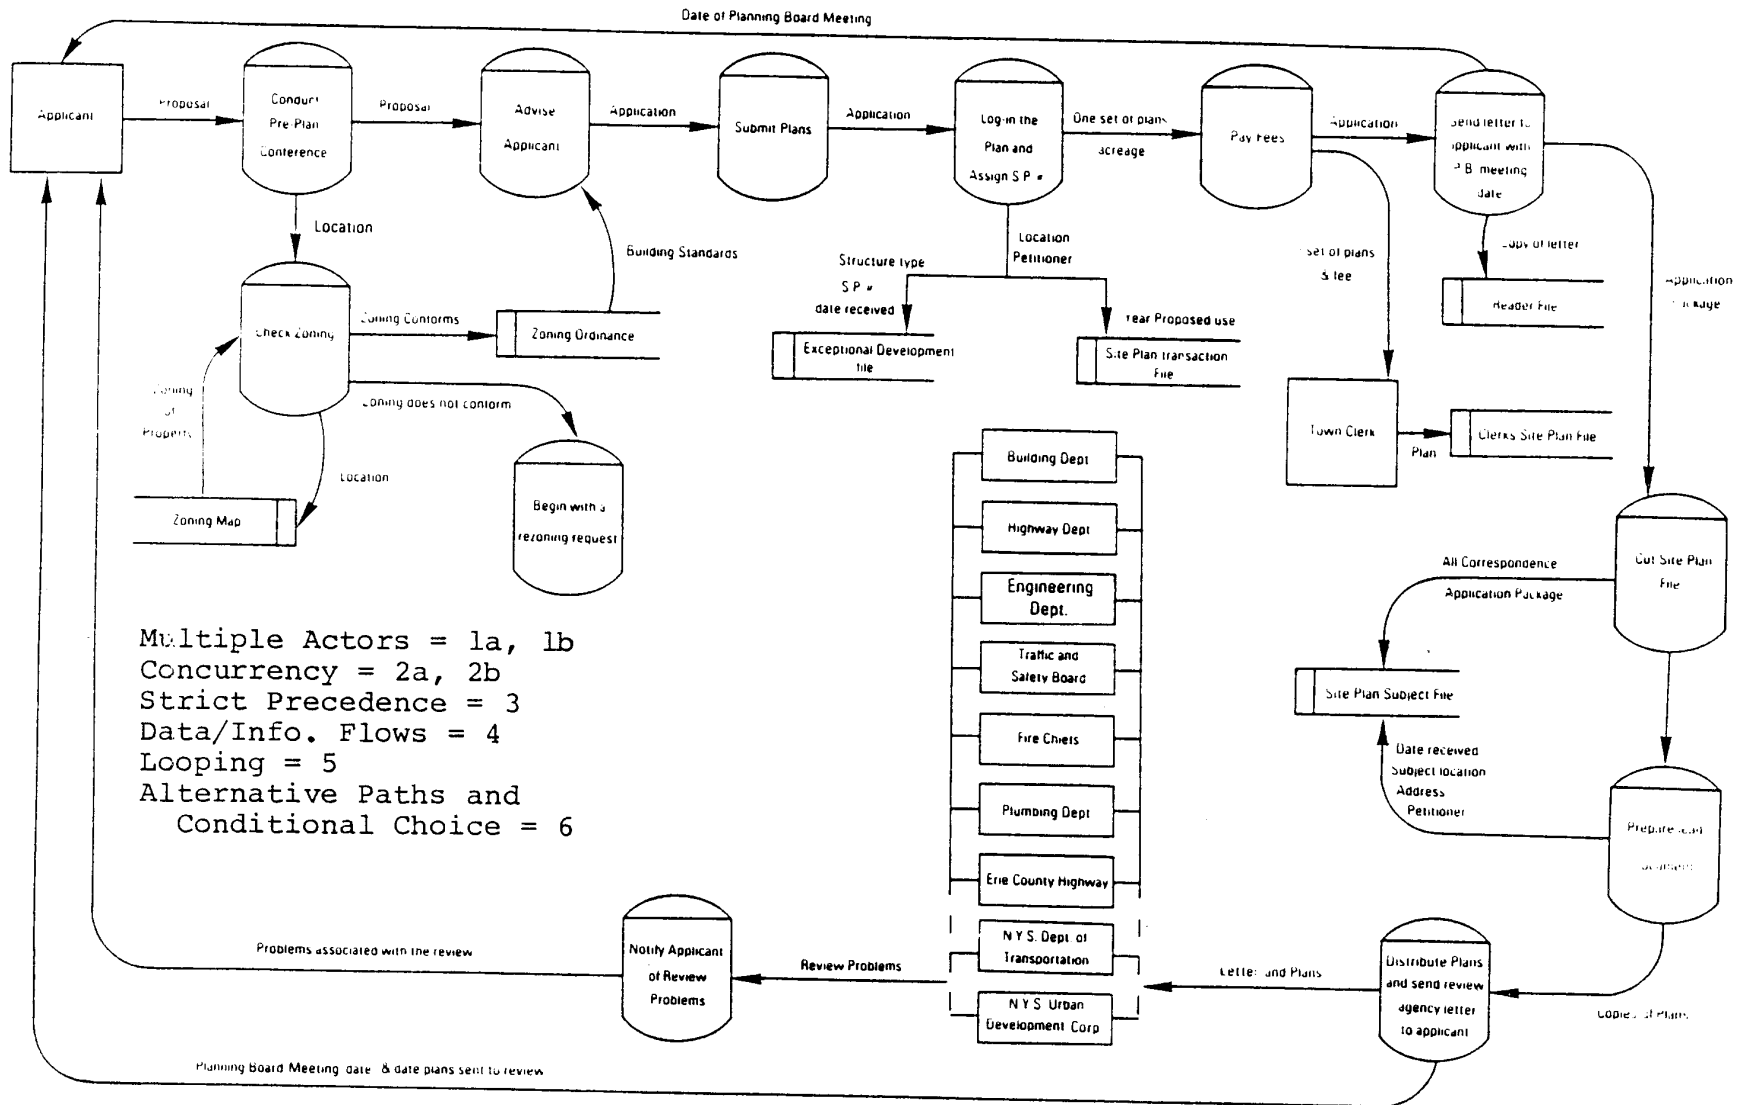 Date of Planning Board Meeting
Applicant
Proposal
Conduct
Pre-Plan
Conference
Proposal
Advise
Applicant
Application
Submit Plans
Application
Log-in the
Plan and
Assign S.P #
One set of plans
acreage
Pay Fees
Application
Send letter to
applicant with
P.B. meeting
date
Location
Building Standards
Location
Petitioner
Structure type
S.P #
date received
Year Proposed use
set of plans
& fee
Copy of letter
Reader File
Application
Package
Check Zoning
Zoning Conforms
Zoning Ordinance
Exceptional Development
file
Site Plan transaction
File
Zoning
of
Property
Zoning does not conform
Location
Zoning Map
Begin with a
rezoning request
Town Clerk
Plan
Clerks Site Plan File
Building Dept
Highway Dept
Engineering
Dept.
Traffic and
Safety Board
Fire Chiefs
Plumbing Dept
Erie County Highway
N Y S. Dept. of
Transportation
N Y S Urban
Development Corp
Site Plan
File
All Correspondence
Application Package
Site Plan Subject File
Date received
Subject location
Address
Petitioner
Prepare
Multiple Actors = 1a, 1b
Concurrency = 2a, 2b
Strict Precedence = 3
Data/Info. Flows = 4
Looping = 5
Alternative Paths and
Conditional Choice = 6
Problems associated with the review
Notify Applicant
of Review
Problems
Review Problems
Letter and Plans
Distribute Plans
and send review
agency letter
to applicant
Copies of Plans
Planning Board Meeting date & date plans sent to review